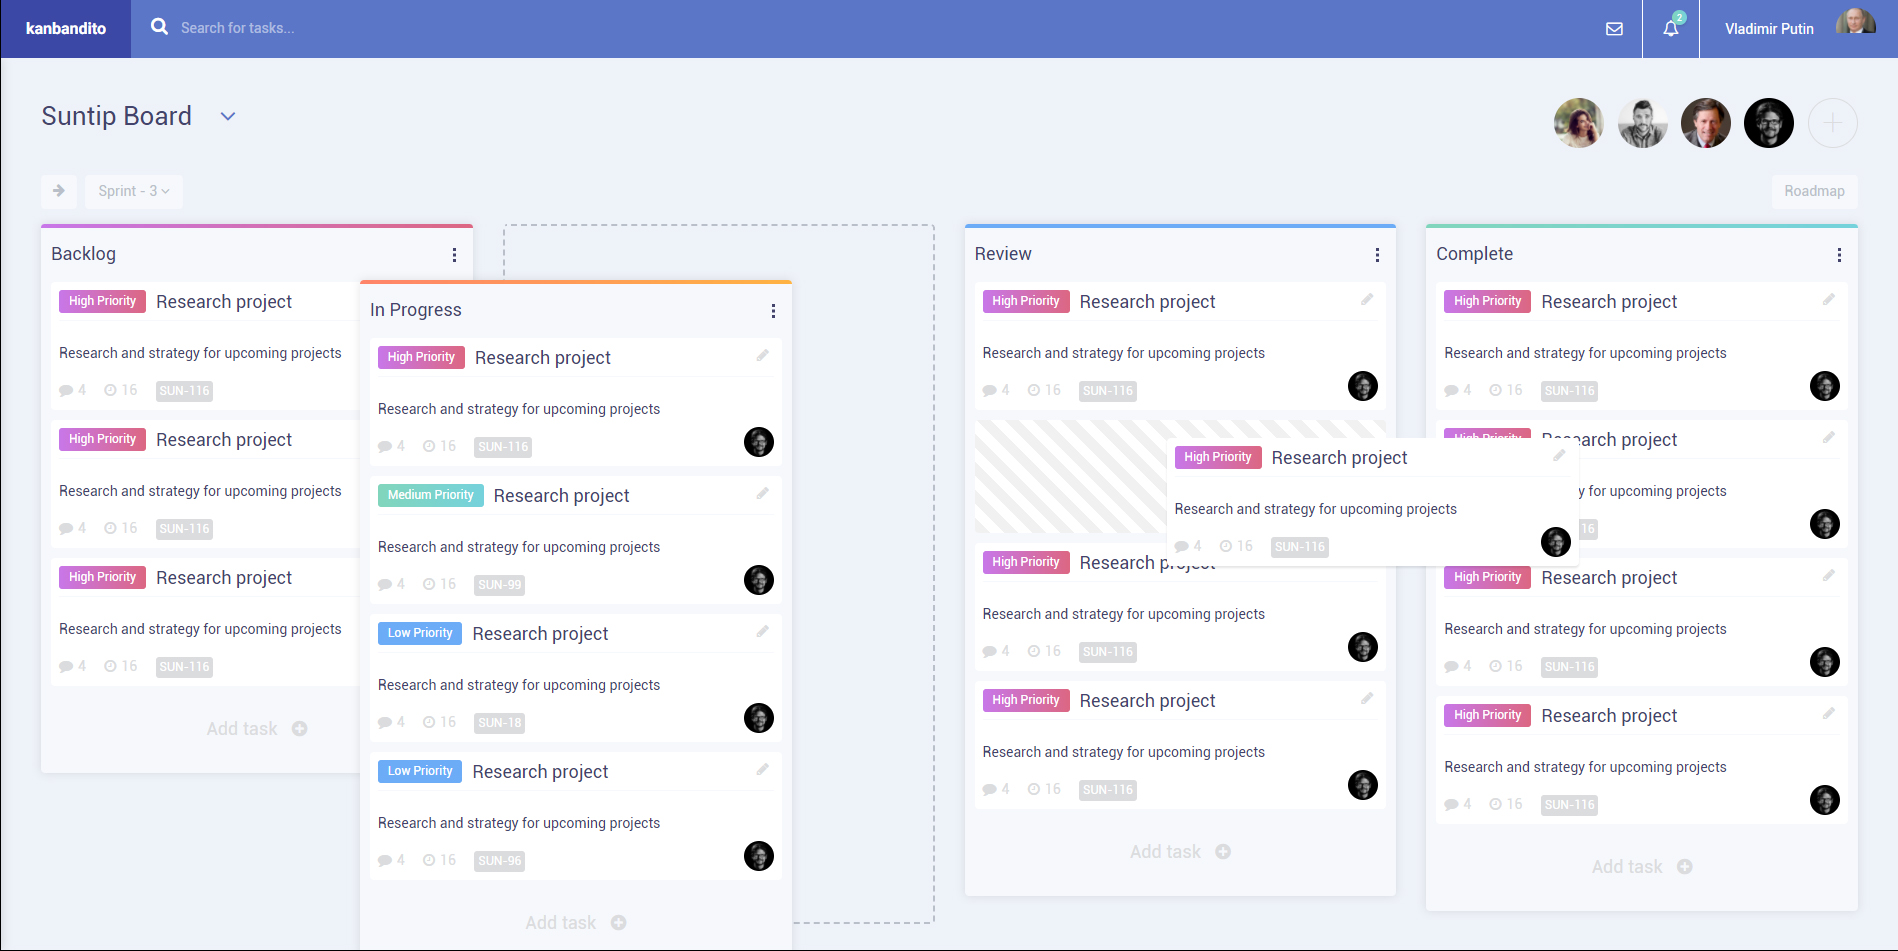 kanbandito
Search for tasks...
2
Vladimir Putin
Suntip Board
Sprint - 3
Roadmap
Backlog
High Priority Research project
Research and strategy for upcoming projects
4 16 SUN-116
High Priority Research project
Research and strategy for upcoming projects
4 16 SUN-116
High Priority Research project
Research and strategy for upcoming projects
4 16 SUN-116
Add task
In Progress
High Priority Research project
Research and strategy for upcoming projects
4 16 SUN-116
Medium Priority Research project
Research and strategy for upcoming projects
4 16 SUN-99
Low Priority Research project
Research and strategy for upcoming projects
4 16 SUN-18
Low Priority Research project
Research and strategy for upcoming projects
4 16 SUN-96
Add task
Review
High Priority Research project
Research and strategy for upcoming projects
4 16 SUN-116
High Priority Research project
Research and strategy for upcoming projects
4 16 SUN-116
High Priority Research project
Research and strategy for upcoming projects
4 16 SUN-116
High Priority Research project
Research and strategy for upcoming projects
4 16 SUN-116
Add task
Complete
High Priority Research project
Research and strategy for upcoming projects
4 16 SUN-116
High Priority Research project
for upcoming projects
16
High Priority Research project
Research and strategy for upcoming projects
4 16 SUN-116
High Priority Research project
Research and strategy for upcoming projects
4 16 SUN-116
Add task